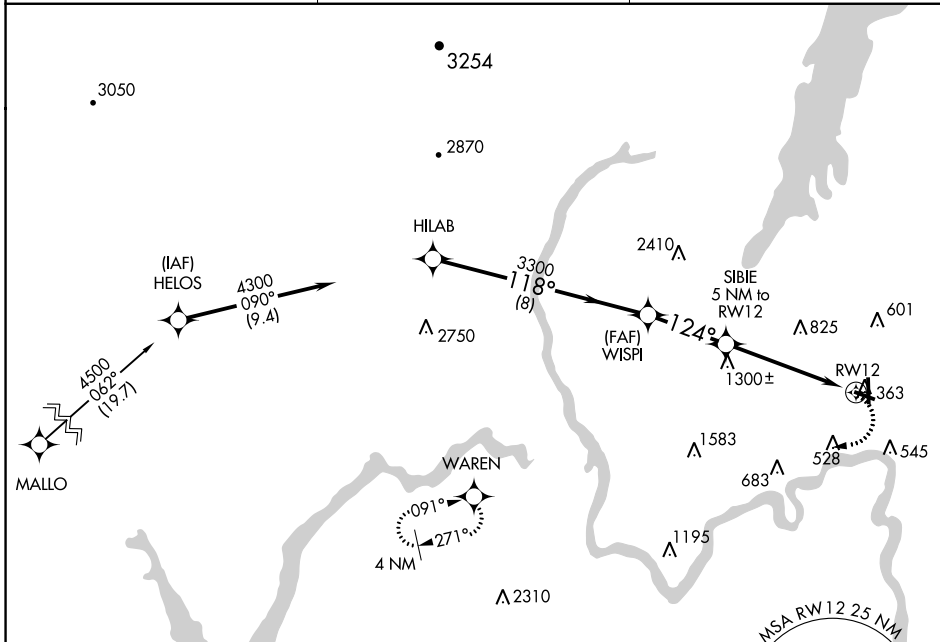 3254
3050
2870
HILAB
2410
(IAF)
HELOS
4300
090°
(9.4)
3300
118°
(8)
SIBIE
5 NM to
RW12
601
825
2750
(FAF)
WISPI
124°
4500
062°
(19.7)
1300±
RW12
363
MALLO
WAREN
1583
528
545
683
091°
271°
4 NM
1195
2310
MSA RW12 25 NM